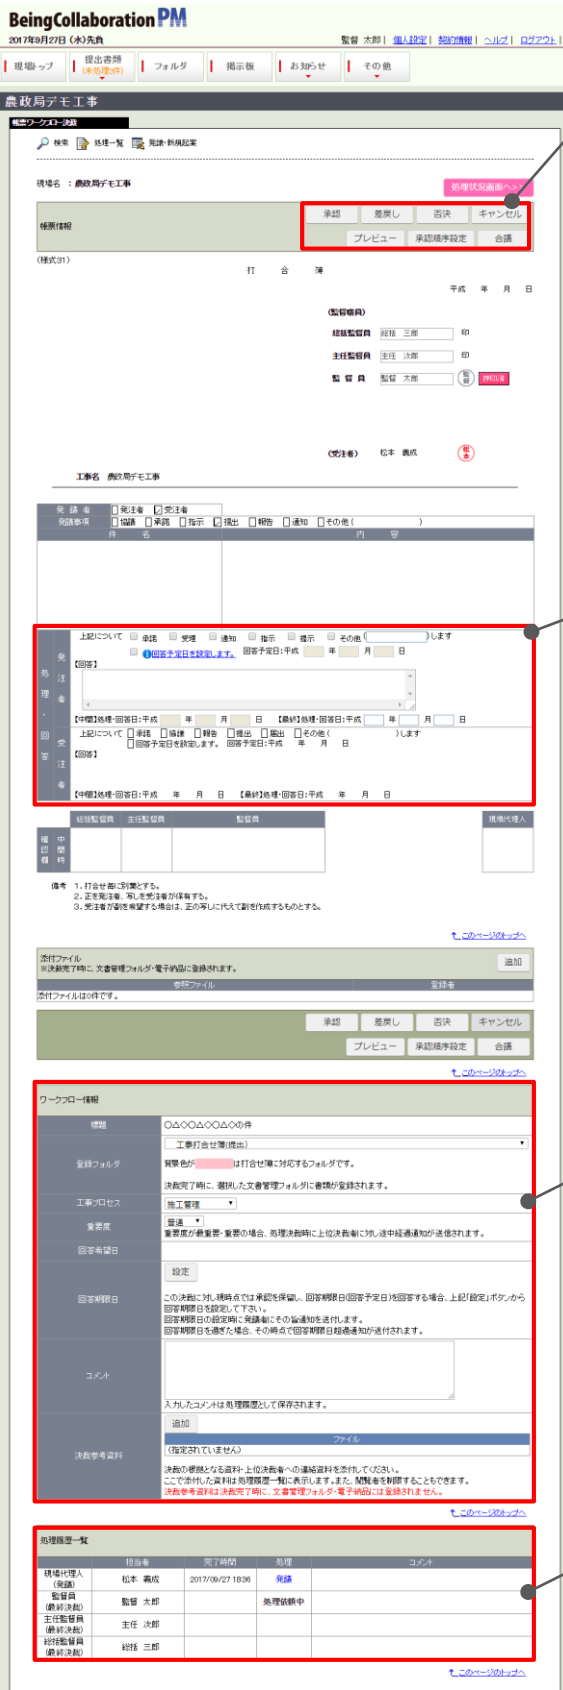 BeingCollaboration PM
2017年9月27日 (水)先負
監督 太郎 | 個人設定 | 契約情報 | ヘルプ | ログアウト |
現場トップ
提出書類
(未処理3件)
フォルダ
掲示板
お知らせ
その他
農政局デモ工事
帳票ワークフロー決裁
検索 処理一覧 発議・新規起案
現場名 : 農政局デモ工事
処理状況画面へ>>
帳票情報
承認 差戻し 否決 キャンセル
プレビュー 承認順序設定 合議
(様式31)
打 合 簿
平成 年 月 日
(監督職員)
総括監督員 総括 三郎 印
主任監督員 主任 次郎 印
監 督 員 監督 太郎 監督 押印済
(受注者) 松本 義成 松本
工事名 農政局デモ工事
発 議 者 □発注者 ☑受注者
発議事項 □協議 □承諾 □指示 ☑提出 □報告 □通知 □その他 ( )
件 名 内 容
処理・回答
発注者
上記について □ 承諾 □ 受理 □ 通知 □ 指示 □ 提示 □ その他 ( )します
□ 回答予定日を設定します。 回答予定日:平成 年 月 日
【回答】
【中間】処理・回答日:平成 年 月 日 【最終】処理・回答日:平成 年 月 日
受注者
上記について □承諾 □協議 □報告 □提出 □届出 □その他 ( )します
□回答予定日を設定します。 回答予定日:平成 年 月 日
【回答】
【中間】処理・回答日:平成 年 月 日 【最終】処理・回答日:平成 年 月 日
総括監督員 主任監督員 監督員 現場代理人
確認欄 中間時
備考 1. 打合せ毎に別葉とする。
2. 正を発注者、写しを受注者が保有する。
3. 受注者が副を希望する場合は、正の写しに代えて副を作成するものとする。
このページのトップへ
添付ファイル
※決裁完了時に、文書管理フォルダ・電子納品に登録されます。
追加
参照ファイル 登録者
添付ファイルは0件です。
承認 差戻し 否決 キャンセル
プレビュー 承認順序設定 合議
このページのトップへ
ワークフロー情報
標題 ○△○○△○○△○の件
登録フォルダ 工事打合せ簿(提出)
背景色が は打合せ簿に対応するフォルダです。
決裁完了時に、選択した文書管理フォルダに書類が登録されます。
工事プロセス 施工管理
重要度 普通
重要度が最重要・重要の場合、処理決裁時に上位決裁者に対し途中経過通知が送信されます。
回答希望日
回答期限日 設定
この決裁に対し現時点では承認を保留し、回答期限日(回答予定日)を回答する場合、上記「設定」ボタンから
回答期限日を設定して下さい。
回答期限日の設定時に発議者にその旨通知を送付します。
回答期限日を過ぎた場合、その時点で回答期限日超過通知が送付されます。
コメント
入力したコメントは処理履歴として保存されます。
決裁参考資料 追加
ファイル
(指定されていません)
決裁の根拠となる資料・上位決裁者への連絡資料を添付してください。
ここで添付した資料は処理履歴一覧に表示します。また、閲覧者を制限することもできます。
決裁参考資料は決裁完了時に、文書管理フォルダ・電子納品には登録されません。
このページのトップへ
処理履歴一覧
担当者 完了時間 処理 コメント
現場代理人
(発議) 松本 義成 2017/09/27 18:36 発議
監督員
(最終決裁) 監督 太郎 処理依頼中
主任監督員
(最終決裁) 主任 次郎
総括監督員
(最終決裁) 総括 三郎
このページのトップへ